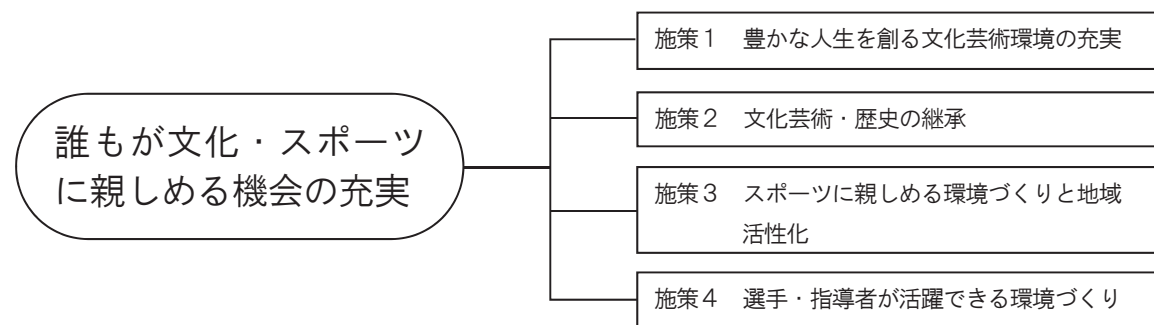 誰もが文化・スポーツ
に親しめる機会の充実
施策１　豊かな人生を創る文化芸術環境の充実
施策２　文化芸術・歴史の継承
施策３　スポーツに親しめる環境づくりと地域
活性化
施策４　選手・指導者が活躍できる環境づくり